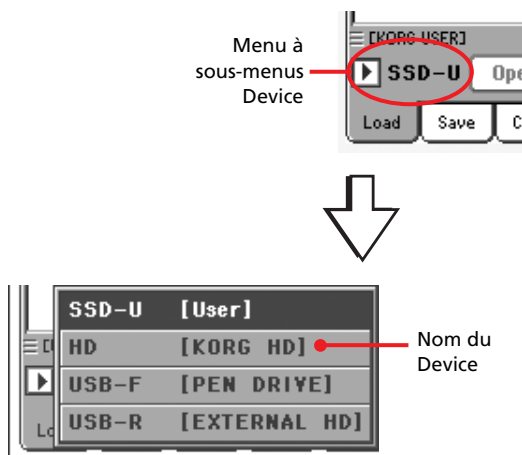 Menu à
sous-menus
Device
[KORG USER]
SSD-U Ope
Load Save C
SSD-U [User]
HD [KORG HD]
USB-F [PEN DRIVE]
USB-R [EXTERNAL HD]
Nom du
Device
Lo